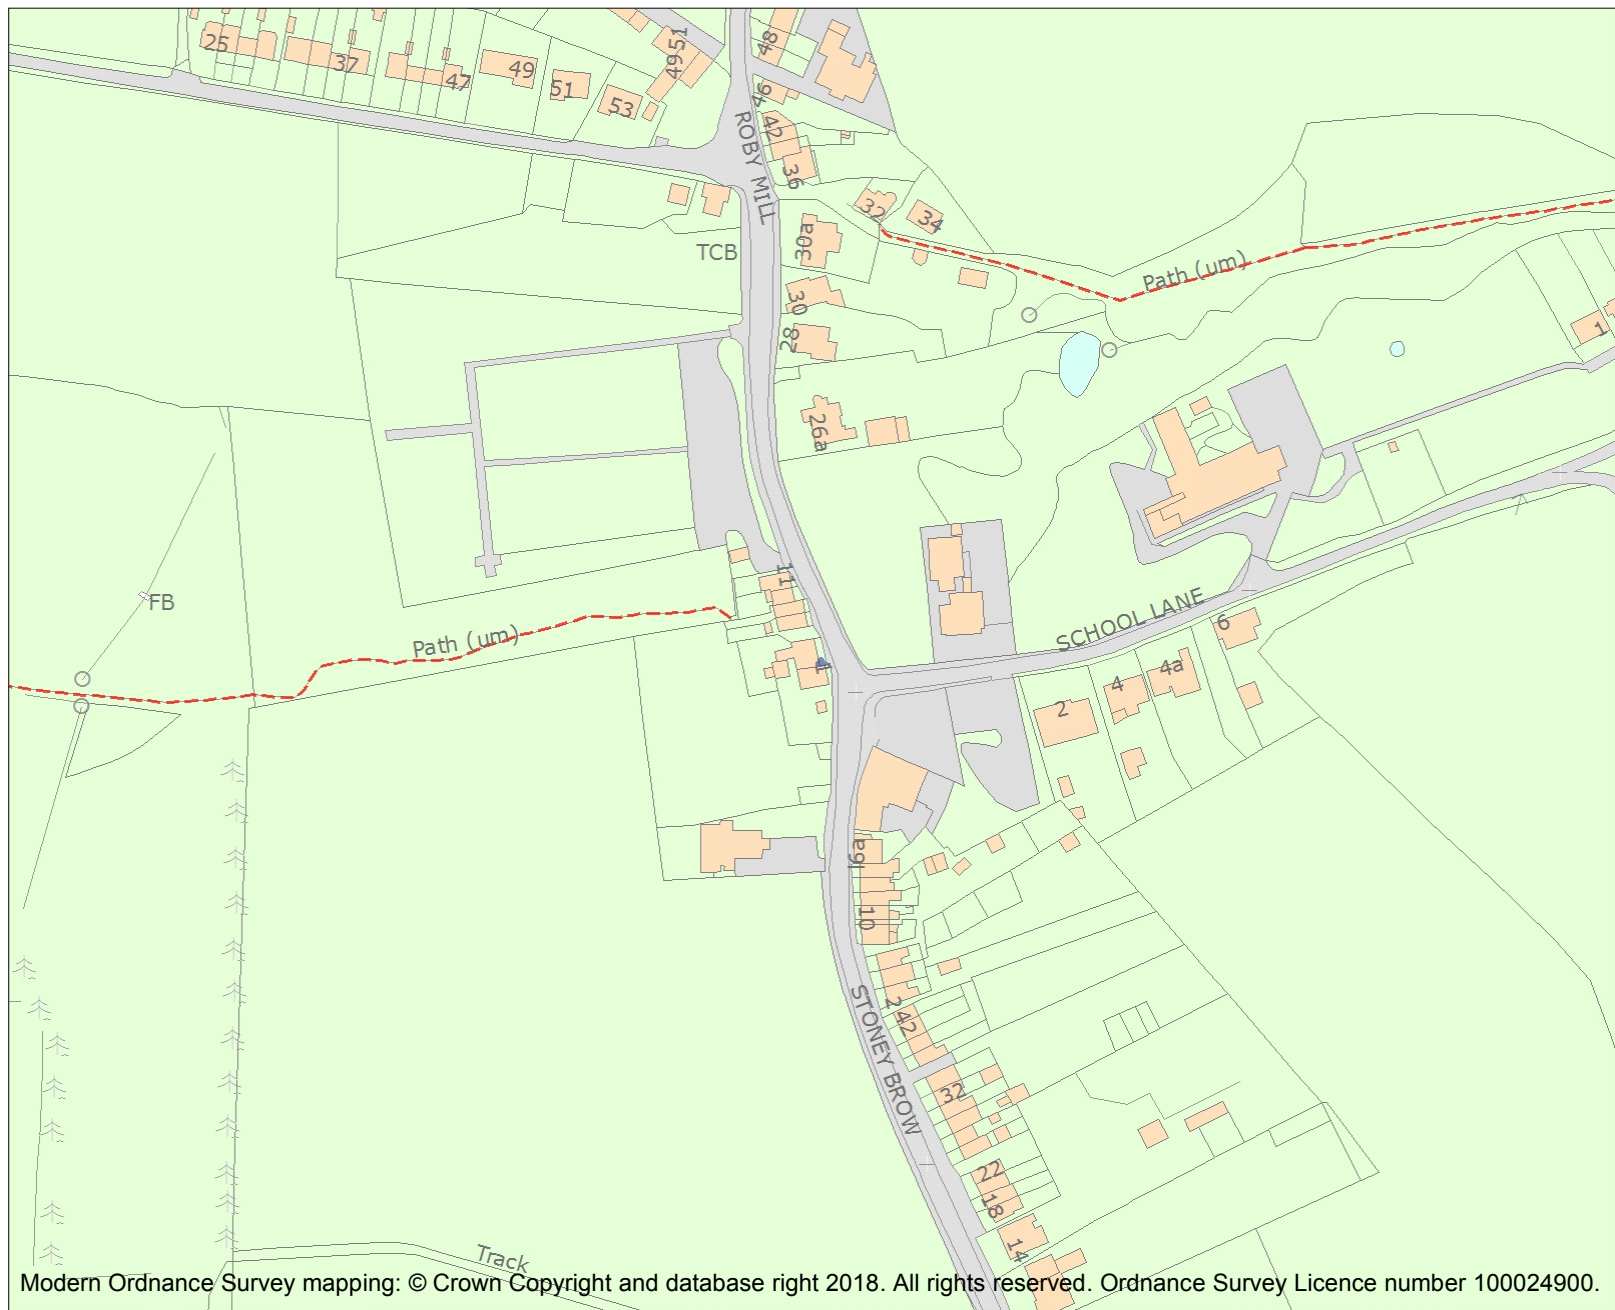 25
37
47
49
51
53
49
51
48
46
42
36
ROBY MILL
32
34
30a
TCB
30
28
26a
Path (um)
1
11
FB
Path (um)
1
SCHOOL LANE
6
4a
4
2
16a
10
2
42
STONEY BROW
32
22
18
14
Track
Modern Ordnance Survey mapping: © Crown Copyright and database right 2018. All rights reserved. Ordnance Survey Licence number 100024900.